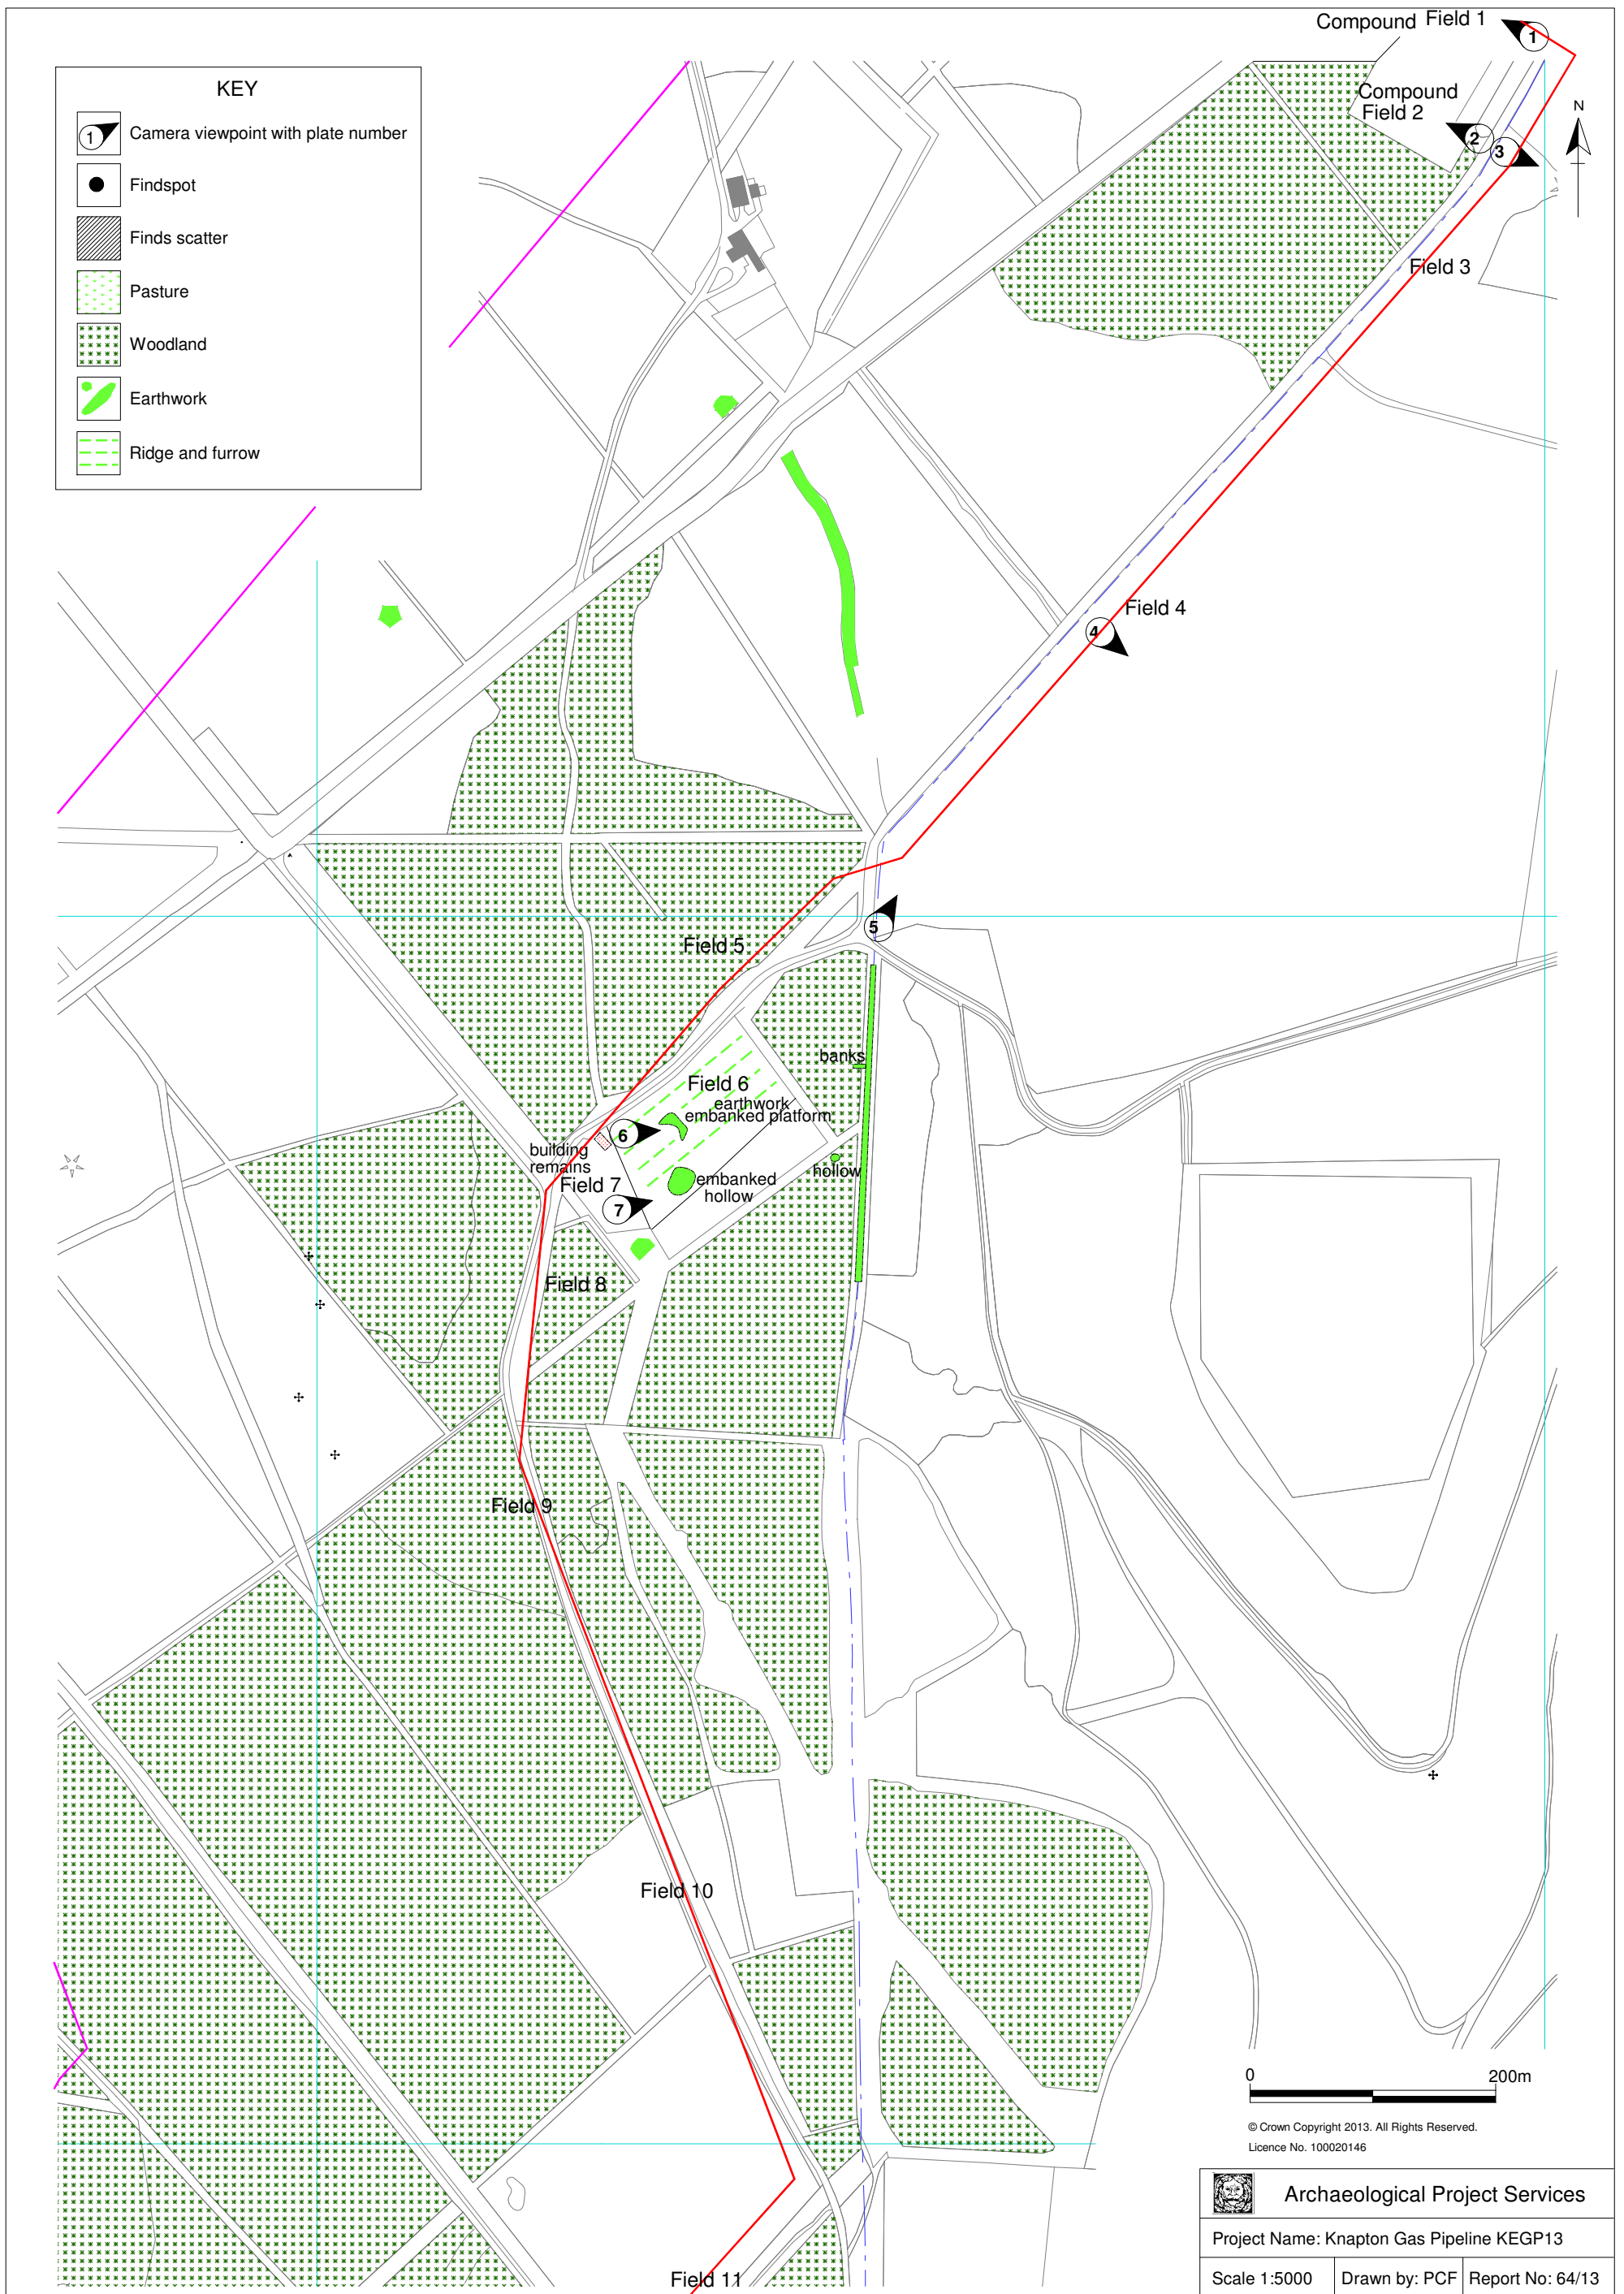 Compound Field 1
1
KEY
1
Camera viewpoint with plate number
Findspot
Finds scatter
Pasture
Woodland
Earthwork
Ridge and furrow
Compound
Field 2
N
2
3
Field 3
Field 4
4
5
Field 5
banks
Field 6
earthwork
embanked platform
6
building
remains
hollow
Field 7
embanked
hollow
7
Field 8
Field 9
Field 10
0
200m
© Crown Copyright 2013. All Rights Reserved.
Licence No. 100020146
Archaeological Project Services
Project Name: Knapton Gas Pipeline KEGP13
Scale 1:5000
Drawn by: PCF
Report No: 64/13
Field 11